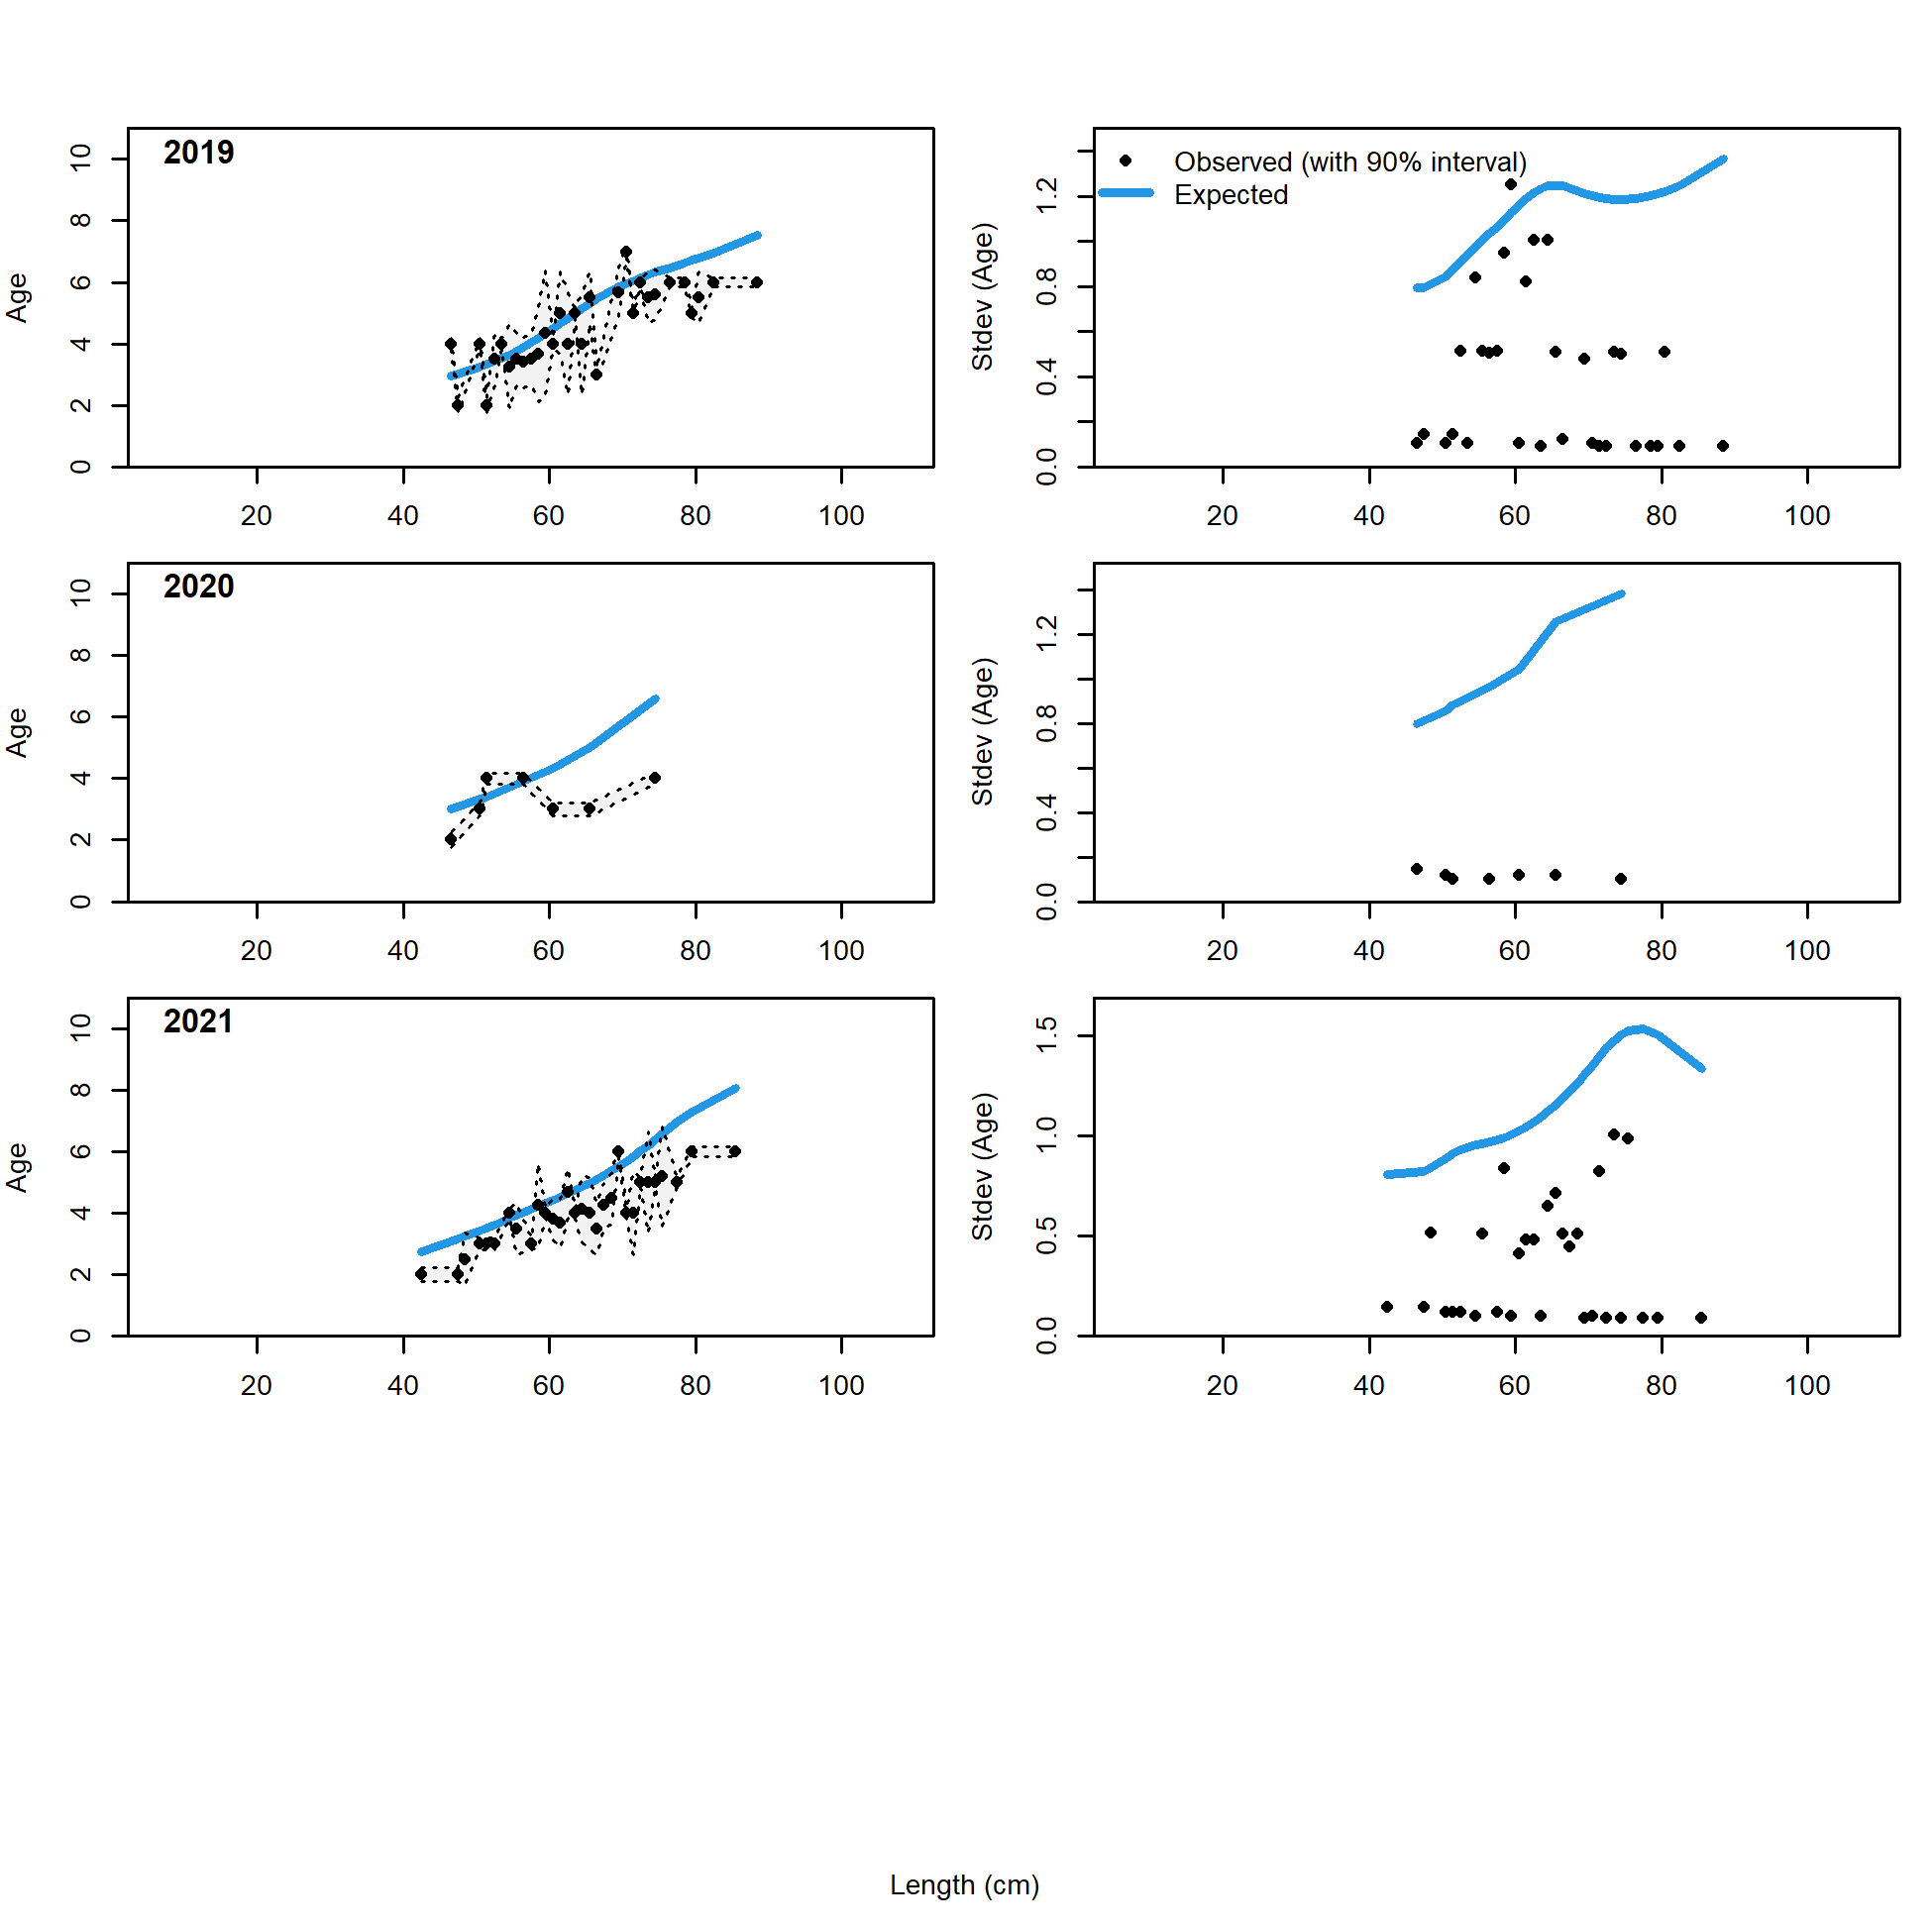 2019
Age
0 2 4 6 8 10
20 40 60 80 100
Observed (with 90% interval)
Expected
Stdev (Age)
0.0 0.4 0.8 1.2
20 40 60 80 100
2020
Age
0 2 4 6 8 10
20 40 60 80 100
Stdev (Age)
0.0 0.4 0.8 1.2
20 40 60 80 100
2021
Age
0 2 4 6 8 10
20 40 60 80 100
Stdev (Age)
0.0 0.5 1.0 1.5
20 40 60 80 100
Length (cm)